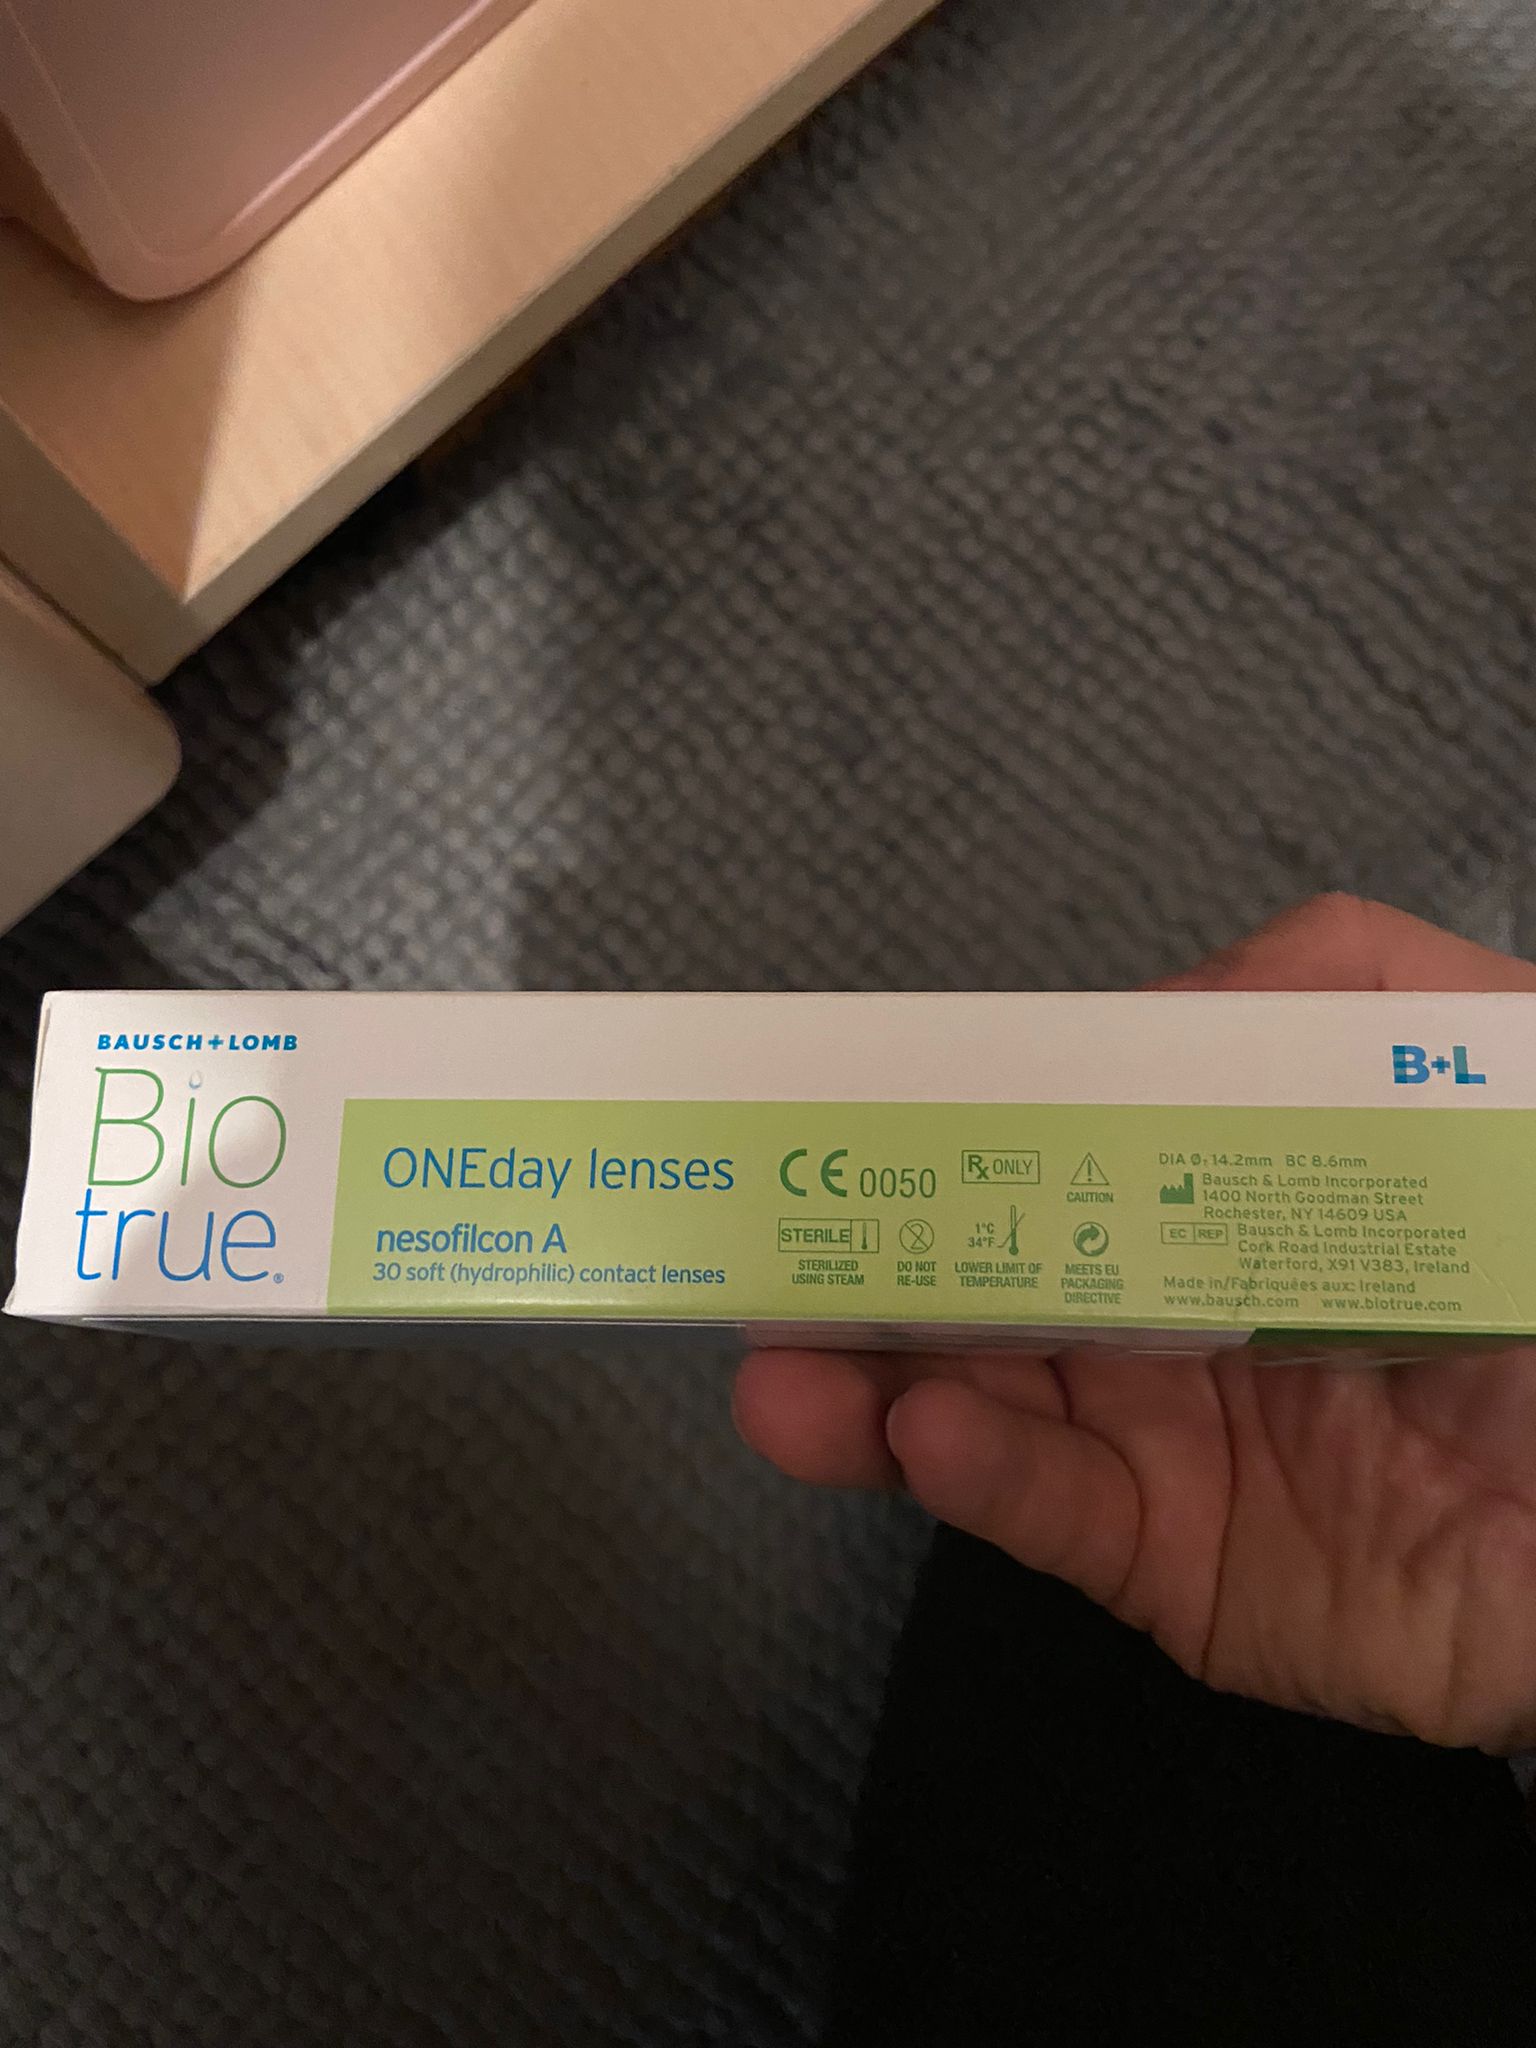 BAUSCH + LOMB
Bio
true®
ONEday lenses
nesofilcon A
30 soft (hydrophilic) contact lenses
CE 0050
Rx ONLY
CAUTION
STERILE
STERILIZED
USING STEAM
2
DO NOT
RE-USE
1°C
34°F
LOWER LIMIT OF
TEMPERATURE
MEETS EU
PACKAGING
DIRECTIVE
B+L
DIA Ø: 14.2mm BC 8.6mm
Bausch & Lomb Incorporated
1400 North Goodman Street
Rochester, NY 14609 USA
EC REP Bausch & Lomb Incorporated
Cork Road Industrial Estate
Waterford, X91 V383, Ireland
Made in/Fabriquées aux: Ireland
www.bausch.com www.biotrue.com